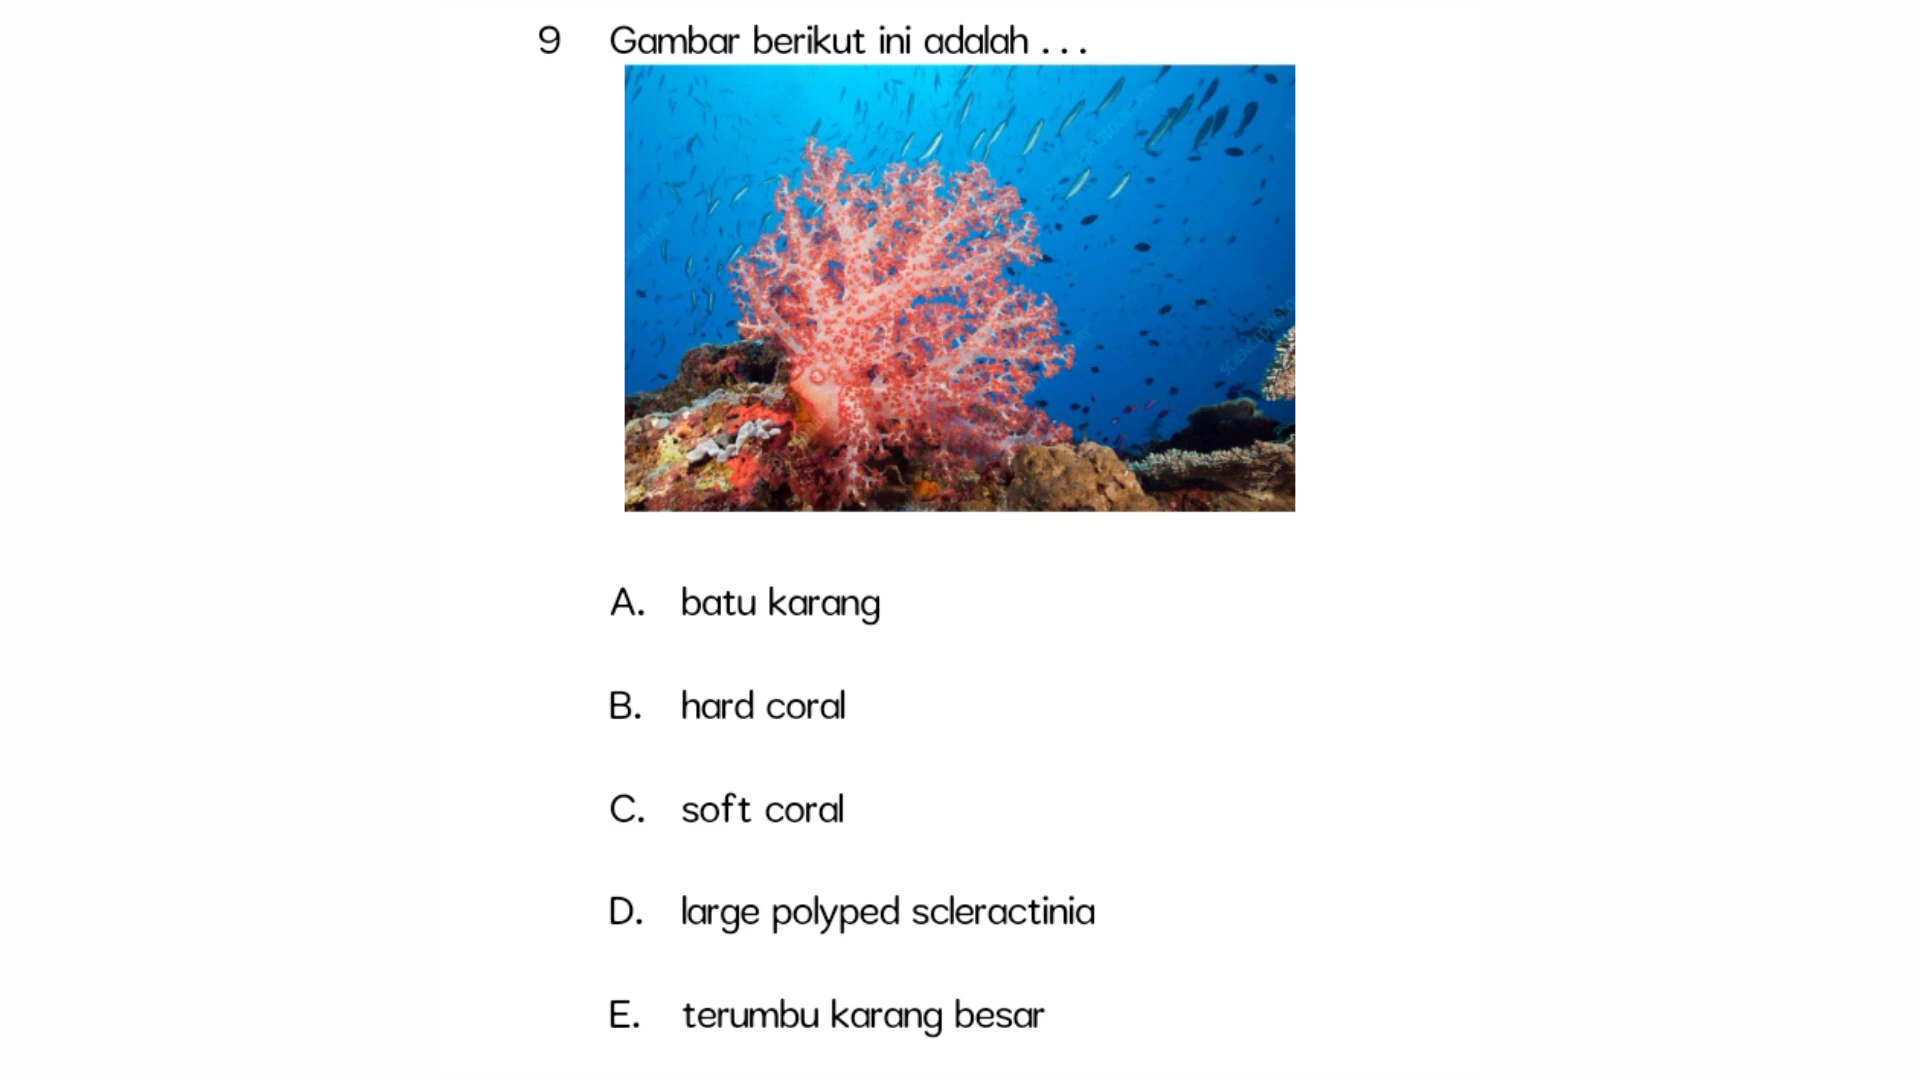 9 Gambar berikut ini adalah . . .
A. batu karang
B. hard coral
C. soft coral
D. large polyped scleractinia
E. terumbu karang besar